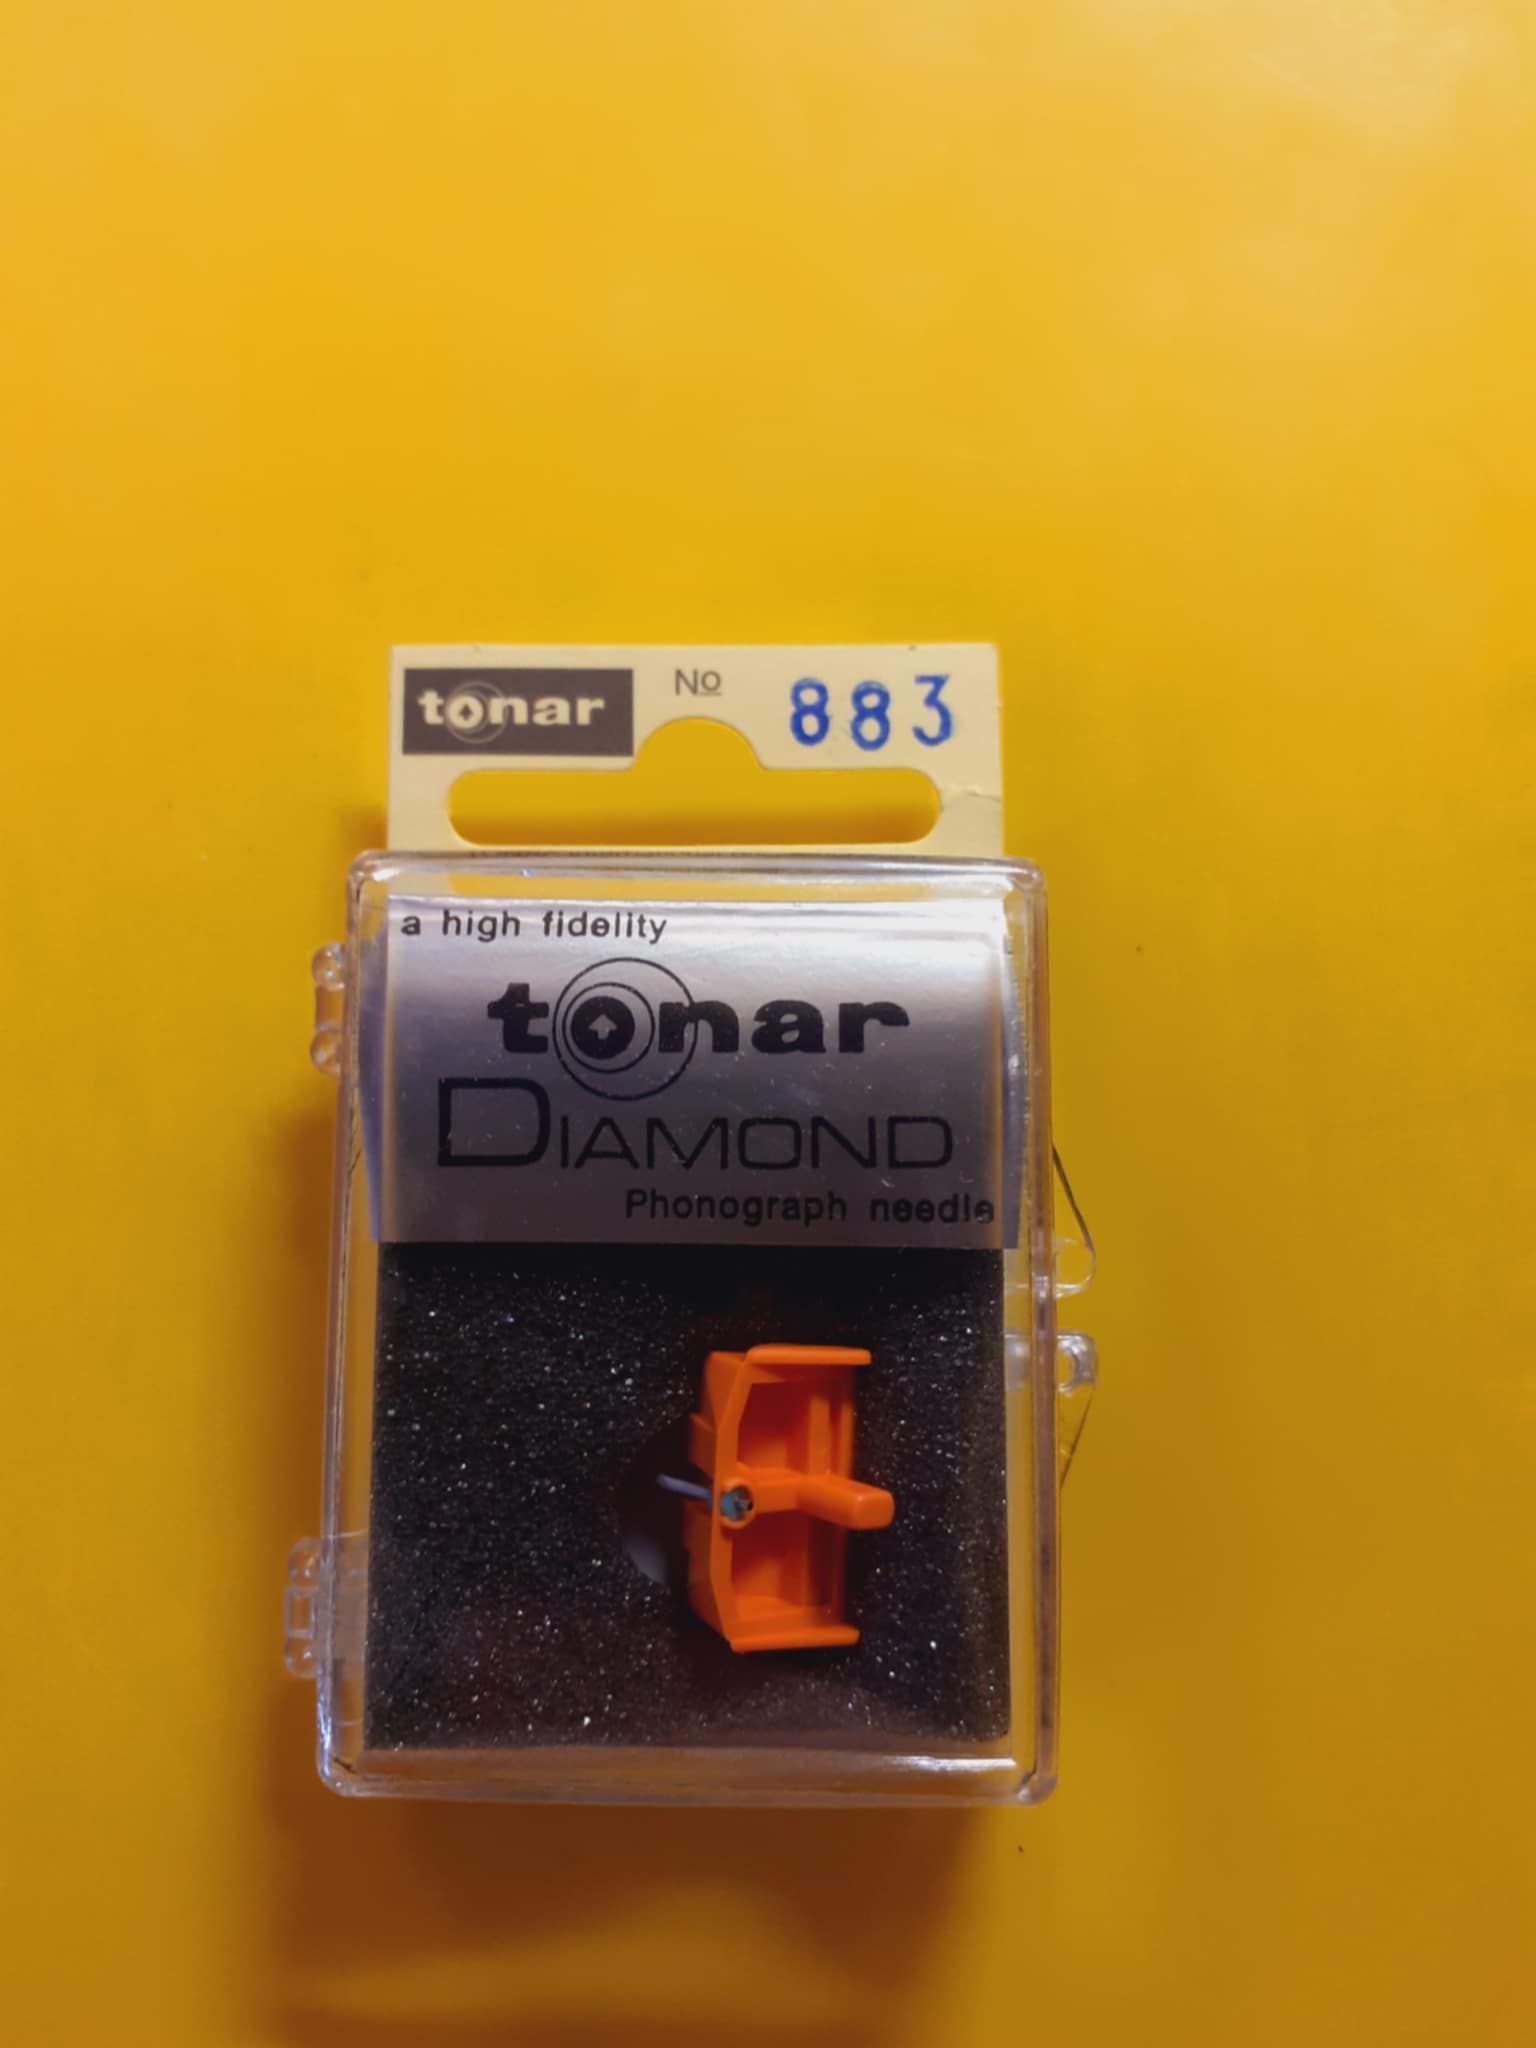 tonar
No 883
a high fidelity
tonar
DIAMOND
Phonograph needle